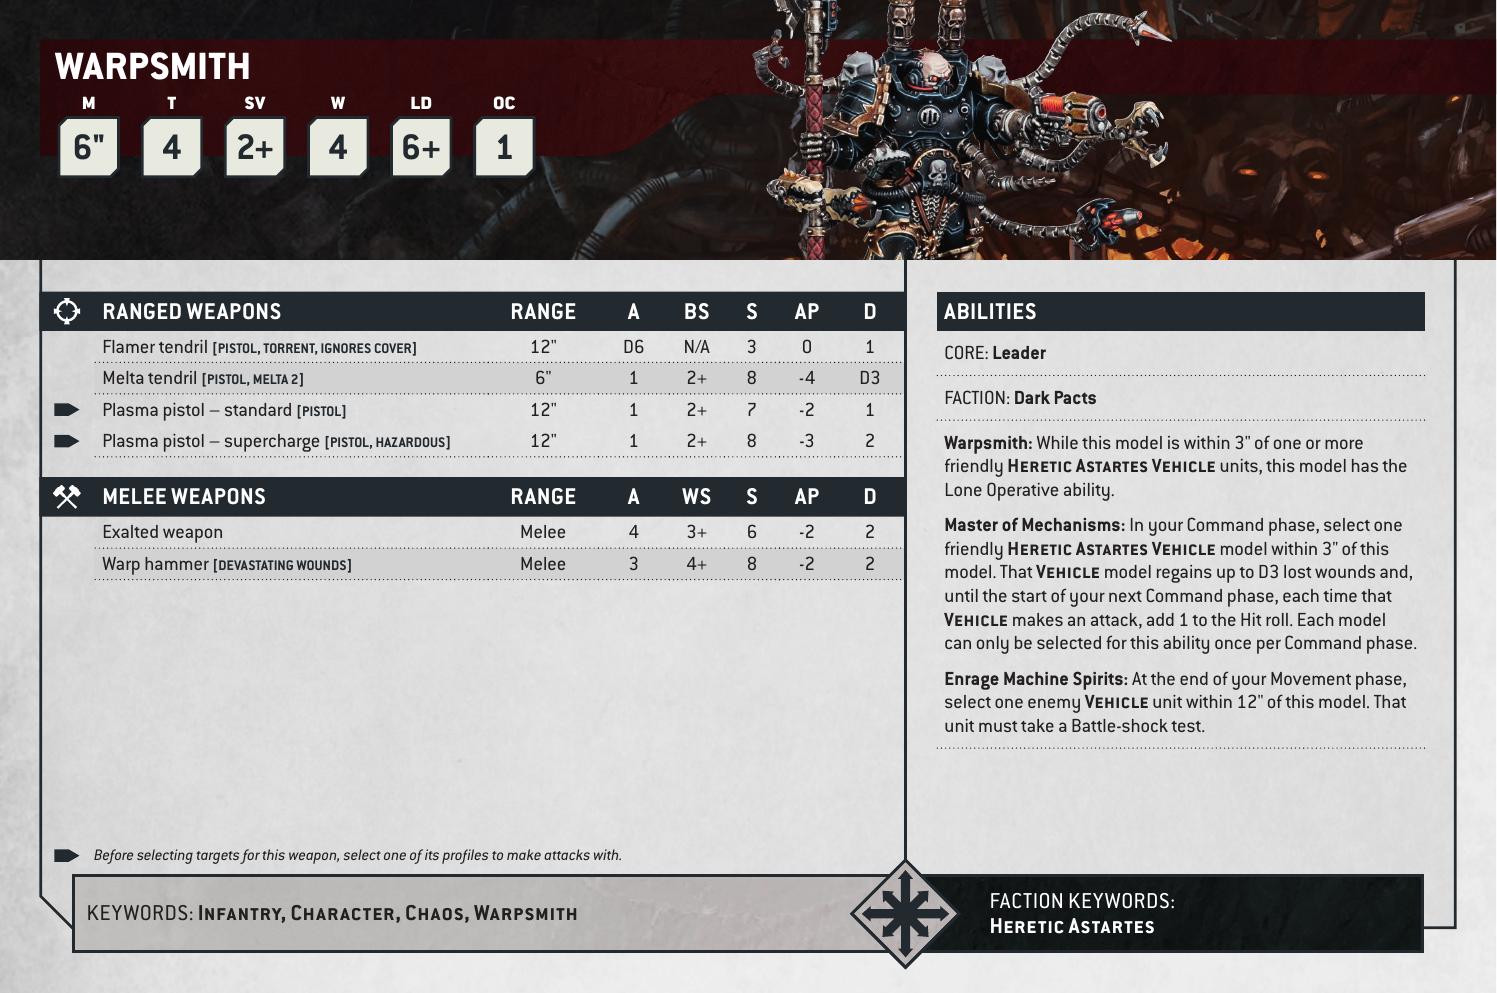 WARPSMITH
M T SV W LD OC
6" 4 2+ 4 6+ 1
RANGED WEAPONS RANGE A BS S AP D
Flamer tendril [PISTOL, TORRENT, IGNORES COVER] 12" D6 N/A 3 0 1
Melta tendril [PISTOL, MELTA 2] 6" 1 2+ 8 -4 D3
Plasma pistol – standard [PISTOL] 12" 1 2+ 7 -2 1
Plasma pistol – supercharge [PISTOL, HAZARDOUS] 12" 1 2+ 8 -3 2
MELEE WEAPONS RANGE A WS S AP D
Exalted weapon Melee 4 3+ 6 -2 2
Warp hammer [DEVASTATING WOUNDS] Melee 3 4+ 8 -2 2
Before selecting targets for this weapon, select one of its profiles to make attacks with.
ABILITIES
CORE: Leader
FACTION: Dark Pacts
Warpsmith: While this model is within 3" of one or more
friendly HERETIC ASTARTES VEHICLE units, this model has the
Lone Operative ability.
Master of Mechanisms: In your Command phase, select one
friendly HERETIC ASTARTES VEHICLE model within 3" of this
model. That VEHICLE model regains up to D3 lost wounds and,
until the start of your next Command phase, each time that
VEHICLE makes an attack, add 1 to the Hit roll. Each model
can only be selected for this ability once per Command phase.
Enrage Machine Spirits: At the end of your Movement phase,
select one enemy VEHICLE unit within 12" of this model. That
unit must take a Battle-shock test.
KEYWORDS: INFANTRY, CHARACTER, CHAOS, WARPSMITH
FACTION KEYWORDS:
HERETIC ASTARTES